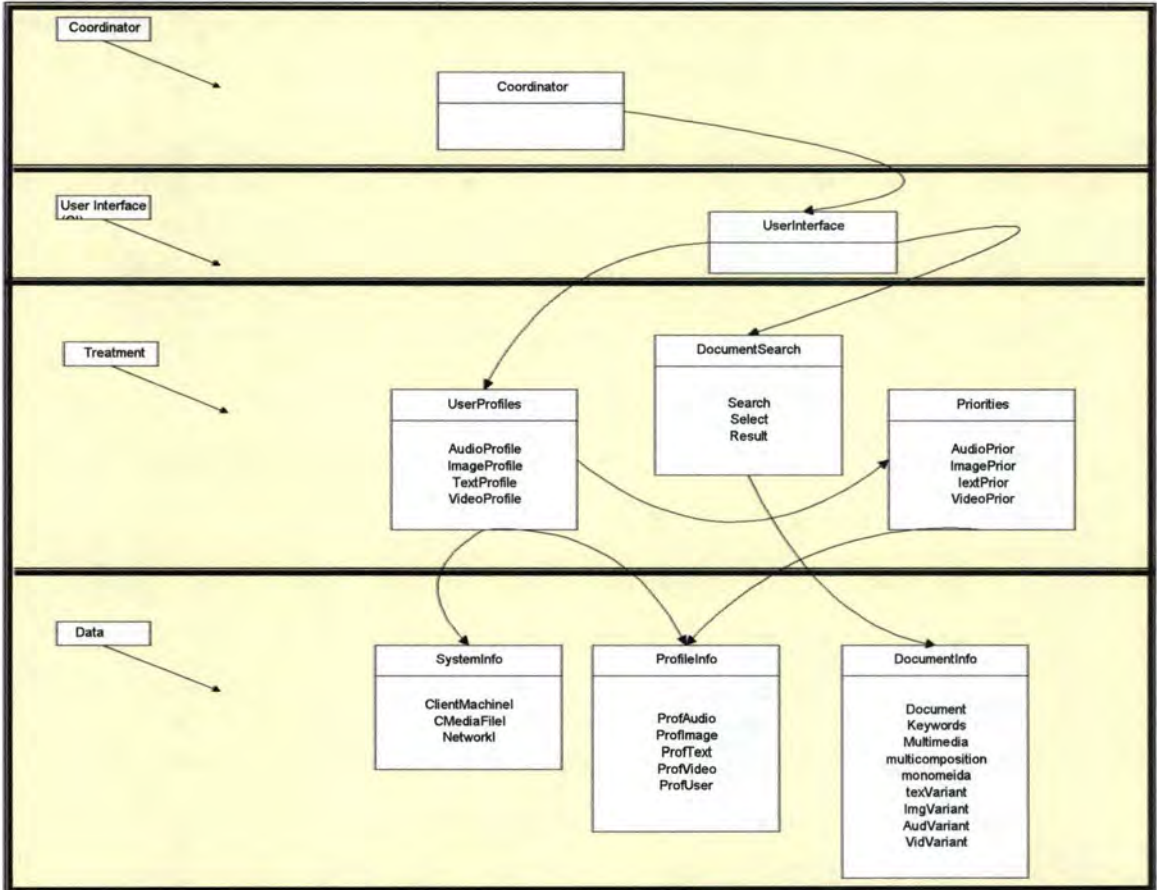 Coordinator
Coordinator
User Interface
UserInterface
Treatment
DocumentSearch
Search
Select
Result
UserProfiles
AudioProfile
ImageProfile
TextProfile
VideoProfile
Priorities
AudioPrior
ImagePrior
IextPrior
VideoPrior
Data
SystemInfo
ClientMachineI
CMediaFileI
NetworkI
ProfileInfo
ProfAudio
ProfImage
ProfText
ProfVideo
ProfUser
DocumentInfo
Document
Keywords
Multimedia
multicomposition
monomeida
texVariant
ImgVariant
AudVariant
VidVariant